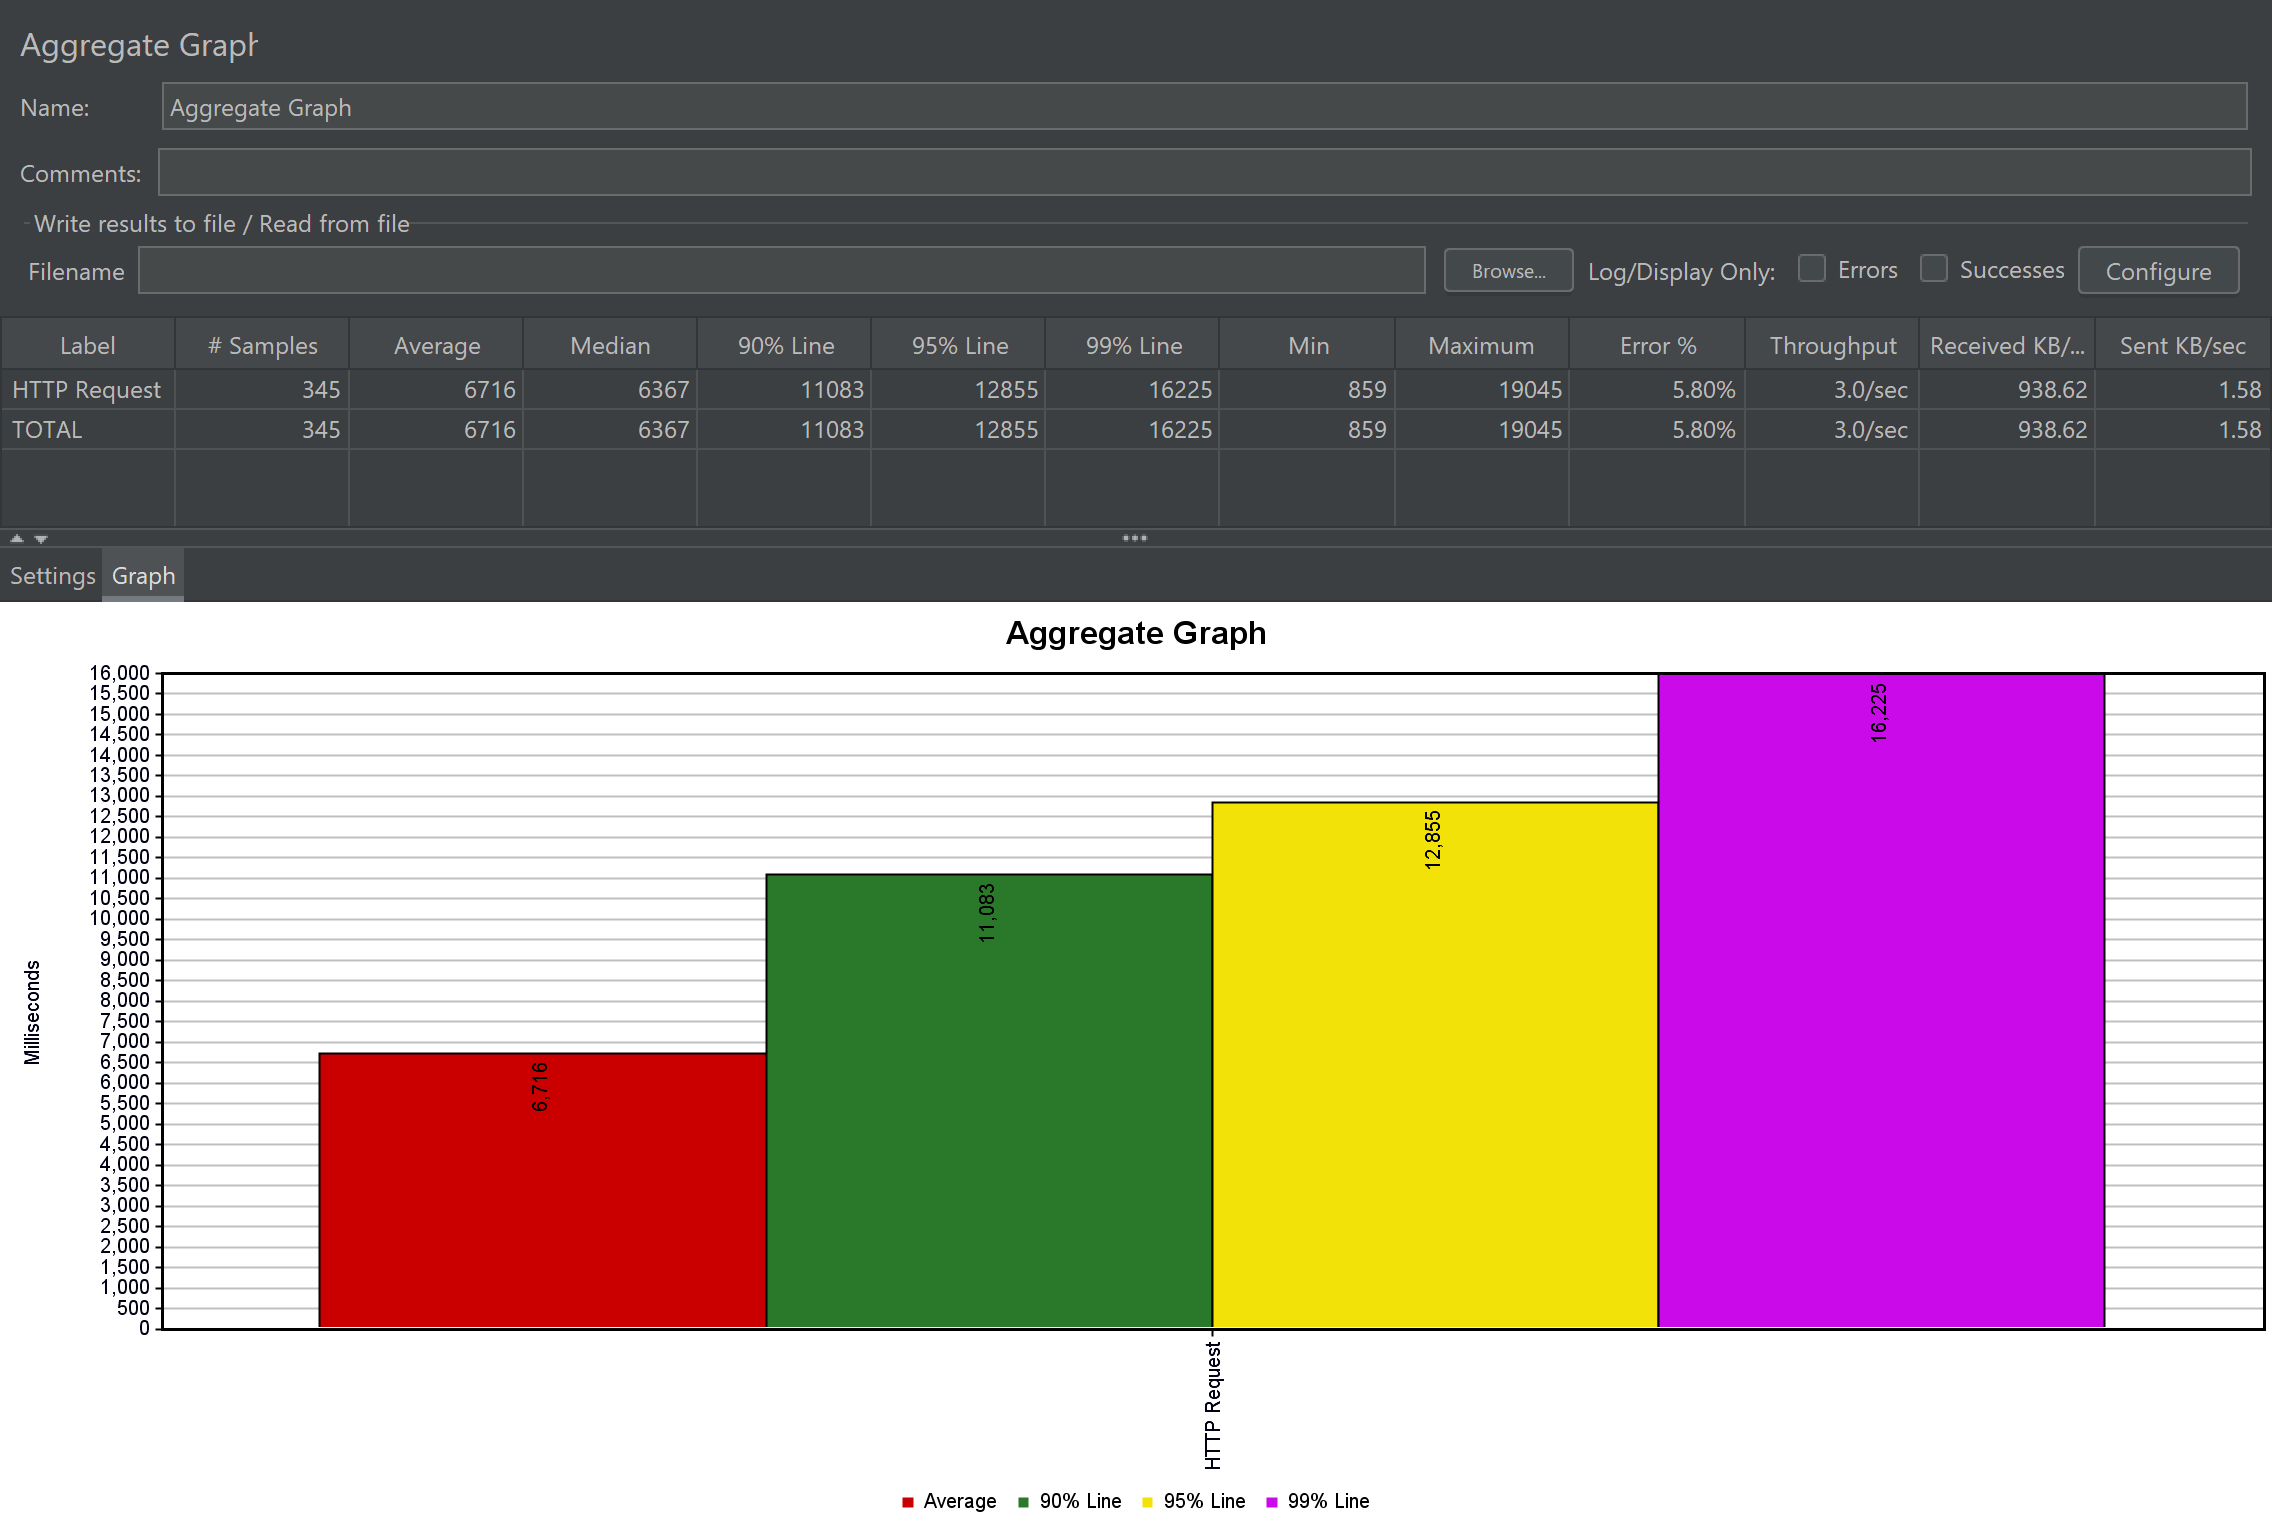 Aggregate Graph
Name: Aggregate Graph
Comments:
Write results to file / Read from file
Filename Browse... Log/Display Only: Errors Successes Configure
Label # Samples Average Median 90% Line 95% Line 99% Line Min Maximum Error % Throughput Received KB/... Sent KB/sec
HTTP Request 345 6716 6367 11083 12855 16225 859 19045 5.80% 3.0/sec 938.62 1.58
TOTAL 345 6716 6367 11083 12855 16225 859 19045 5.80% 3.0/sec 938.62 1.58
Settings Graph
Aggregate Graph
Milliseconds
16,000
15,500
15,000
14,500
14,000
13,500
13,000
12,500
12,000
11,500
11,000
10,500
10,000
9,500
9,000
8,500
8,000
7,500
7,000
6,500
6,000
5,500
5,000
4,500
4,000
3,500
3,000
2,500
2,000
1,500
1,000
500
0
6,716
11,083
12,855
16,225
HTTP Request
Average 90% Line 95% Line 99% Line